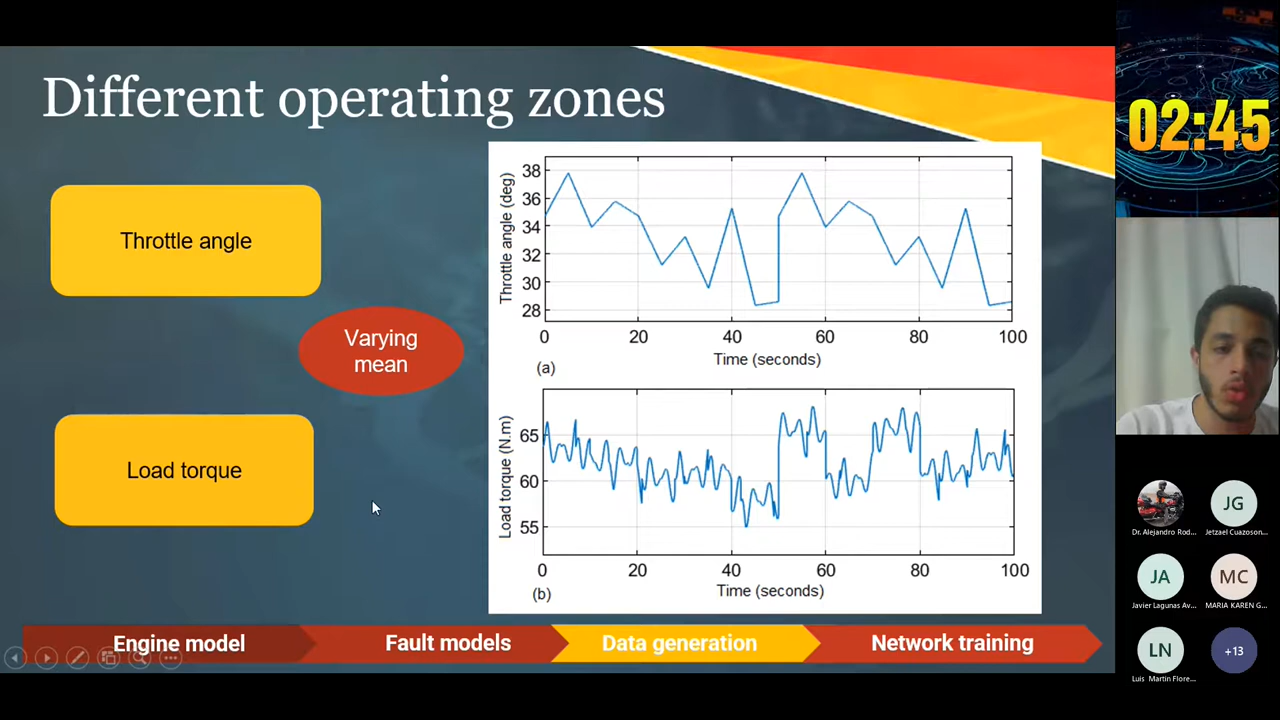 Different operating zones
02:45
Throttle angle
Varying
mean
Load torque
Throttle angle (deg)
38
36
34
32
30
28
0
20
40
60
80
100
Time (seconds)
(a)
Load torque (N.m)
65
60
55
0
20
40
60
80
100
Time (seconds)
(b)
Engine model
Fault models
Data generation
Network training
Dr. Alejandro Rod...
JG
Jetzael Cuazoson...
JA
Javier Lagunas Av...
MC
MARIA KAREN G...
LN
Luis Martin Flore...
+13